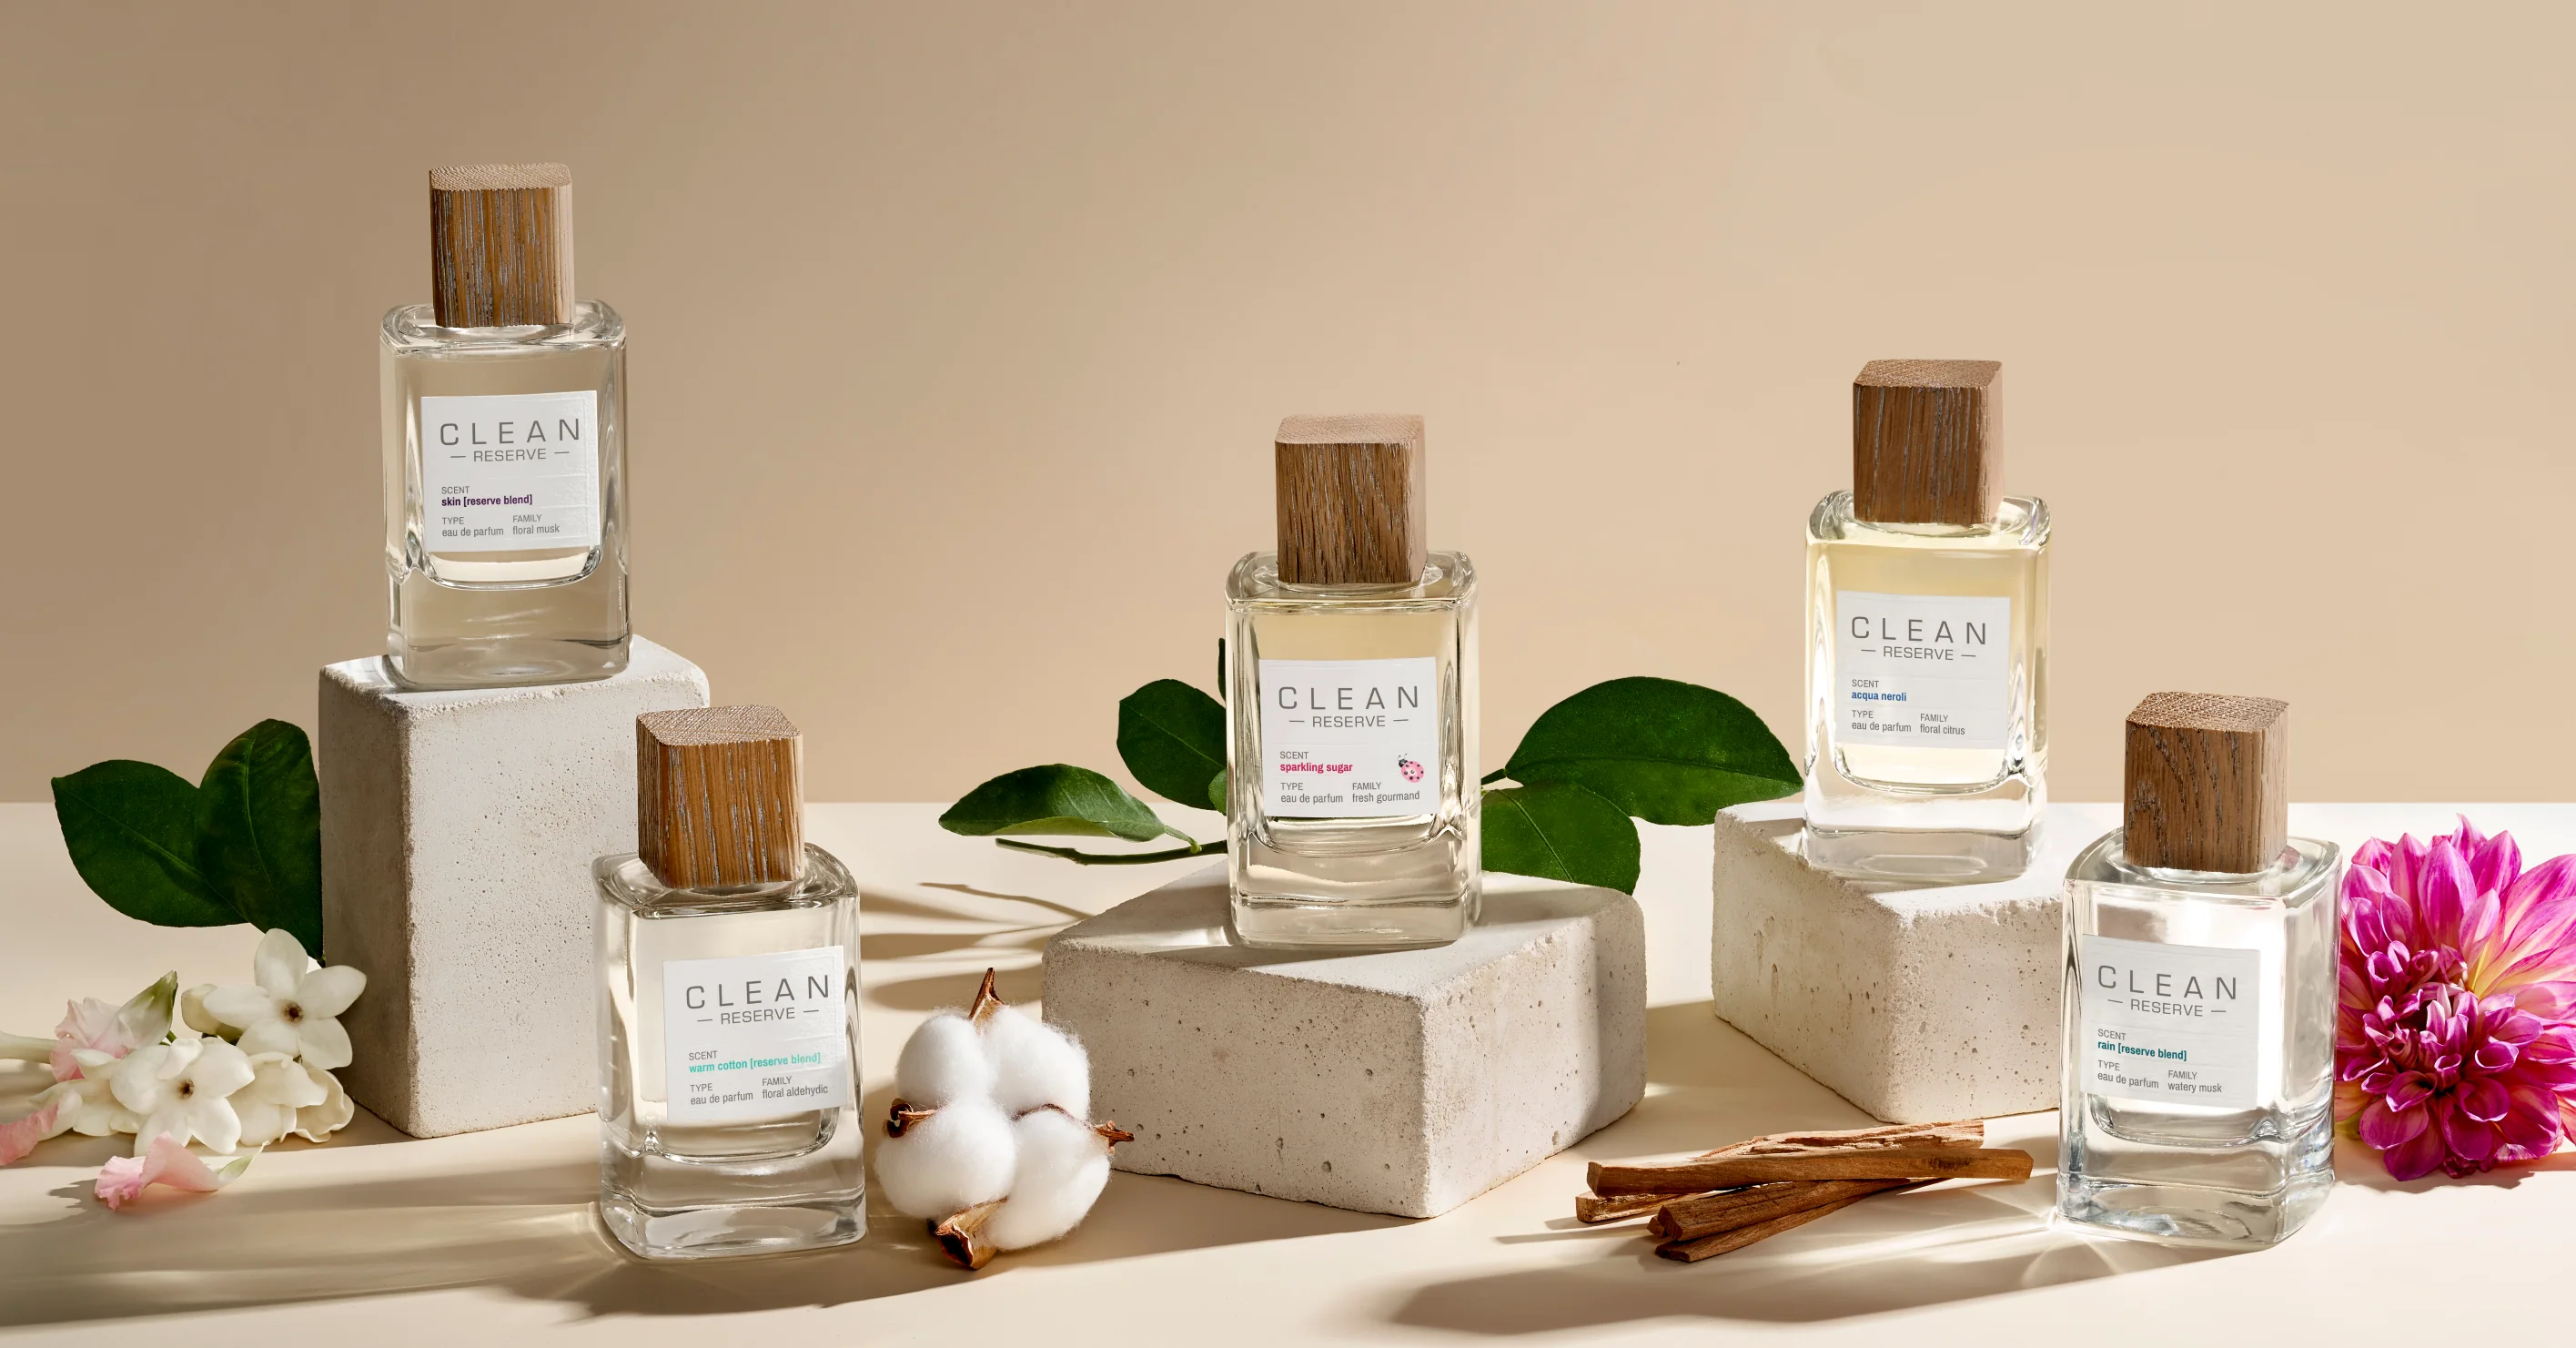 CLEAN
— RESERVE —
SCENT
skin [reserve blend]
TYPE FAMILY
eau de parfum floral musk
CLEAN
— RESERVE —
SCENT
warm cotton [reserve blend]
TYPE FAMILY
eau de parfum floral aldehydic
CLEAN
— RESERVE —
SCENT
sparkling sugar
TYPE FAMILY
eau de parfum fresh gourmand
CLEAN
— RESERVE —
SCENT
acqua neroli
TYPE FAMILY
eau de parfum floral citrus
CLEAN
— RESERVE —
SCENT
rain [reserve blend]
TYPE FAMILY
eau de parfum watery musk